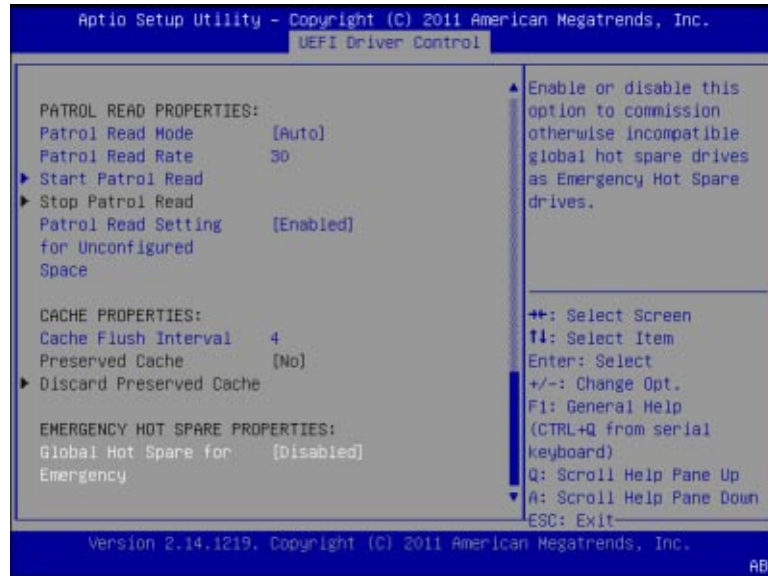 Aptio Setup Utility – Copyright (C) 2011 American Megatrends, Inc.
UEFI Driver Control
PATROL READ PROPERTIES:
Patrol Read Mode [Auto]
Patrol Read Rate 30
Start Patrol Read
Stop Patrol Read
Patrol Read Setting [Enabled]
for Unconfigured
Space
CACHE PROPERTIES:
Cache Flush Interval 4
Preserved Cache [No]
Discard Preserved Cache
EMERGENCY HOT SPARE PROPERTIES:
Global Hot Spare for [Disabled]
Emergency
Enable or disable this
option to commission
otherwise incompatible
global hot spare drives
as Emergency Hot Spare
drives.
→←: Select Screen
↑↓: Select Item
Enter: Select
+/-: Change Opt.
F1: General Help
(CTRL+Q from serial
keyboard)
Q: Scroll Help Pane Up
A: Scroll Help Pane Down
ESC: Exit
Version 2.14.1219. Copyright (C) 2011 American Megatrends, Inc.
AB